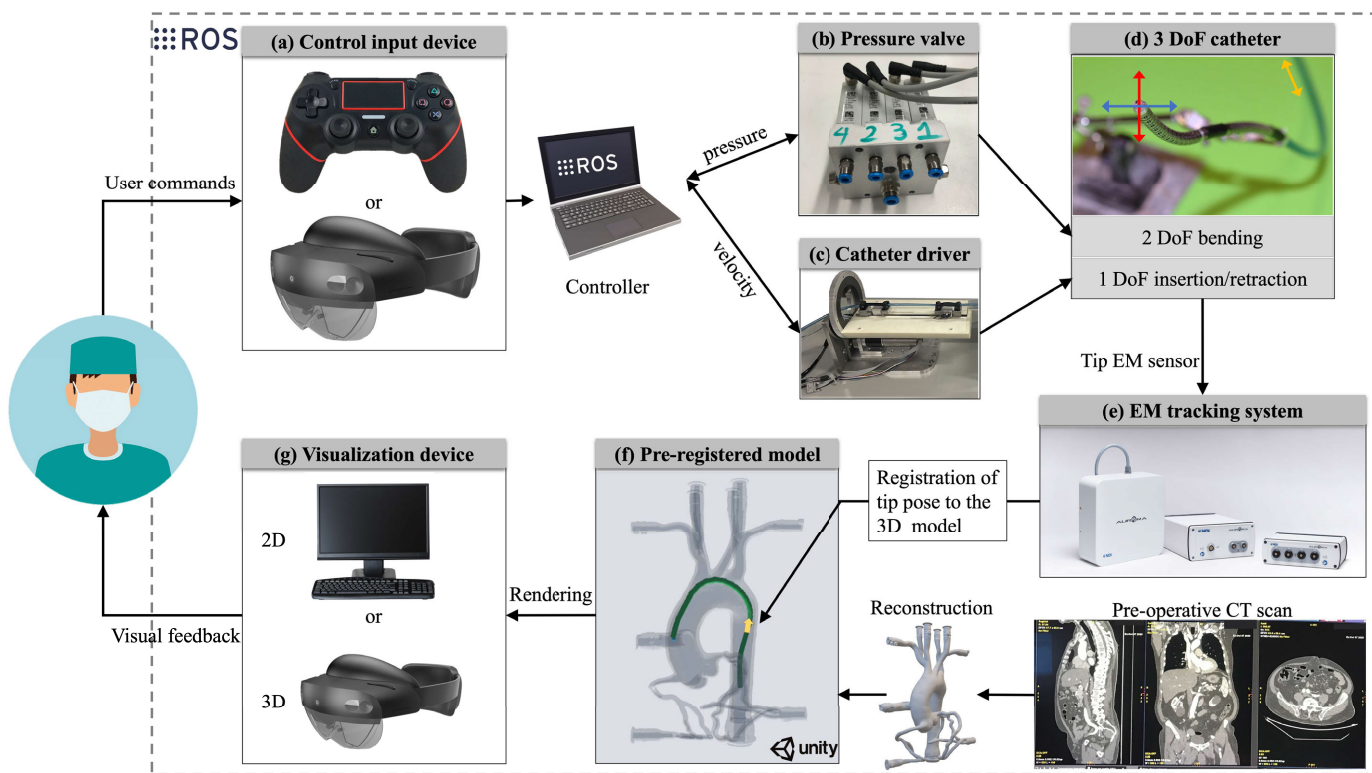 ROS
(a) Control input device
(b) Pressure valve
(d) 3 DoF catheter
4 2 3 1
ROS
pressure
User commands
or
2 DoF bending
velocity
(c) Catheter driver
Controller
1 DoF insertion/retraction
Tip EM sensor
(e) EM tracking system
(g) Visualization device
(f) Pre-registered model
Registration of
tip pose to the
3D model
AURORA
2D
Rendering
or
Reconstruction
Pre-operative CT scan
Visual feedback
3D
unity